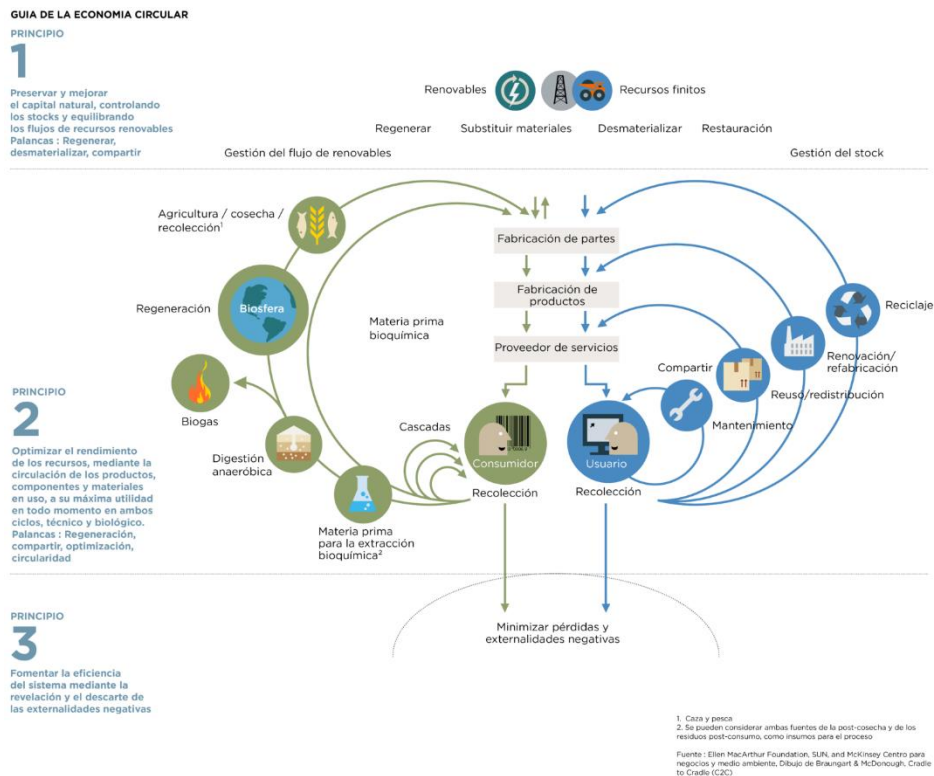 GUIA DE LA ECONOMIA CIRCULAR
PRINCIPIO
1
Preservar y mejorar
el capital natural, controlando
los stocks y equilibrando
los flujos de recursos renovables
Palancas : Regenerar,
desmaterializar, compartir
Renovables
Recursos finitos
Regenerar
Substituir materiales
Desmaterializar
Restauración
Gestión del flujo de renovables
Gestión del stock
PRINCIPIO
2
Optimizar el rendimiento
de los recursos, mediante la
circulación de los productos,
componentes y materiales
en uso, a su máxima utilidad
en todo momento en ambos
ciclos, técnico y biológico.
Palancas : Regeneración,
compartir, optimización,
circularidad
Agricultura / cosecha /
recolección¹
Regeneración
Biosfera
Biogas
Digestión
anaeróbica
Materia prima
para la extracción
bioquímica²
Materia prima
bioquímica
Cascadas
Fabricación de partes
Fabricación de
productos
Proveedor de servicios
Consumidor
Recolección
Usuario
Recolección
Compartir
Mantenimiento
Reuso/redistribución
Renovación/
refabricación
Reciclaje
PRINCIPIO
3
Fomentar la eficiencia
del sistema mediante la
revelación y el descarte de
las externalidades negativas
Minimizar pérdidas y
externalidades negativas
1. Caza y pesca
2. Se pueden considerar ambas fuentes de la post-cosecha y de los
residuos post-consumo, como insumos para el proceso
Fuente : Ellen MacArthur Foundation, SUN, and McKinsey Centro para
negocios y medio ambiente, Dibujo de Braungart & McDonough, Cradle
to Cradle (C2C)